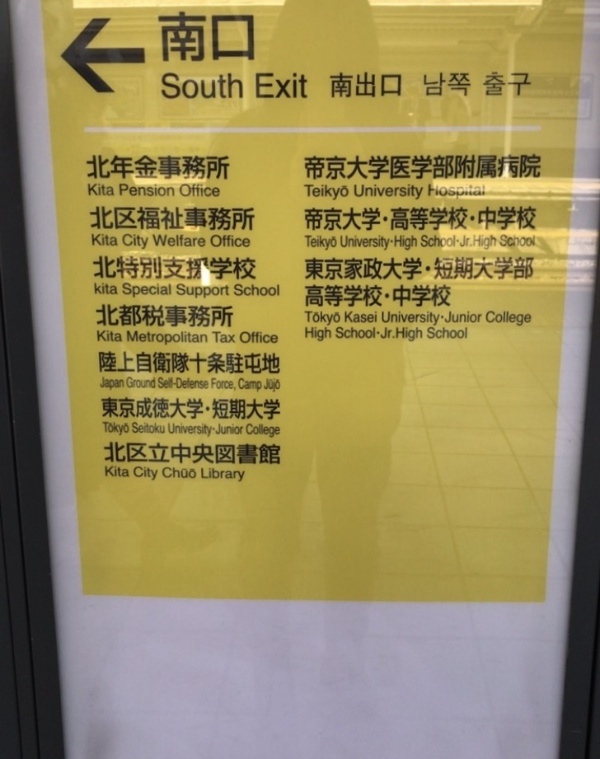 南口
South Exit 南出口 남쪽 출구
北年金事務所
Kita Pension Office
北区福祉事務所
Kita City Welfare Office
北特別支援学校
kita Special Support School
北都税事務所
Kita Metropolitan Tax Office
陸上自衛隊十条駐屯地
Japan Ground Self-Defense Force, Camp Jūjō
東京成徳大学・短期大学
Tōkyō Seitoku University・Junior College
北区立中央図書館
Kita City Chūō Library
帝京大学医学部附属病院
Teikyō University Hospital
帝京大学・高等学校・中学校
Teikyō University・High School・Jr.High School
東京家政大学・短期大学部
高等学校・中学校
Tōkyō Kasei University・Junior College
High School・Jr.High School